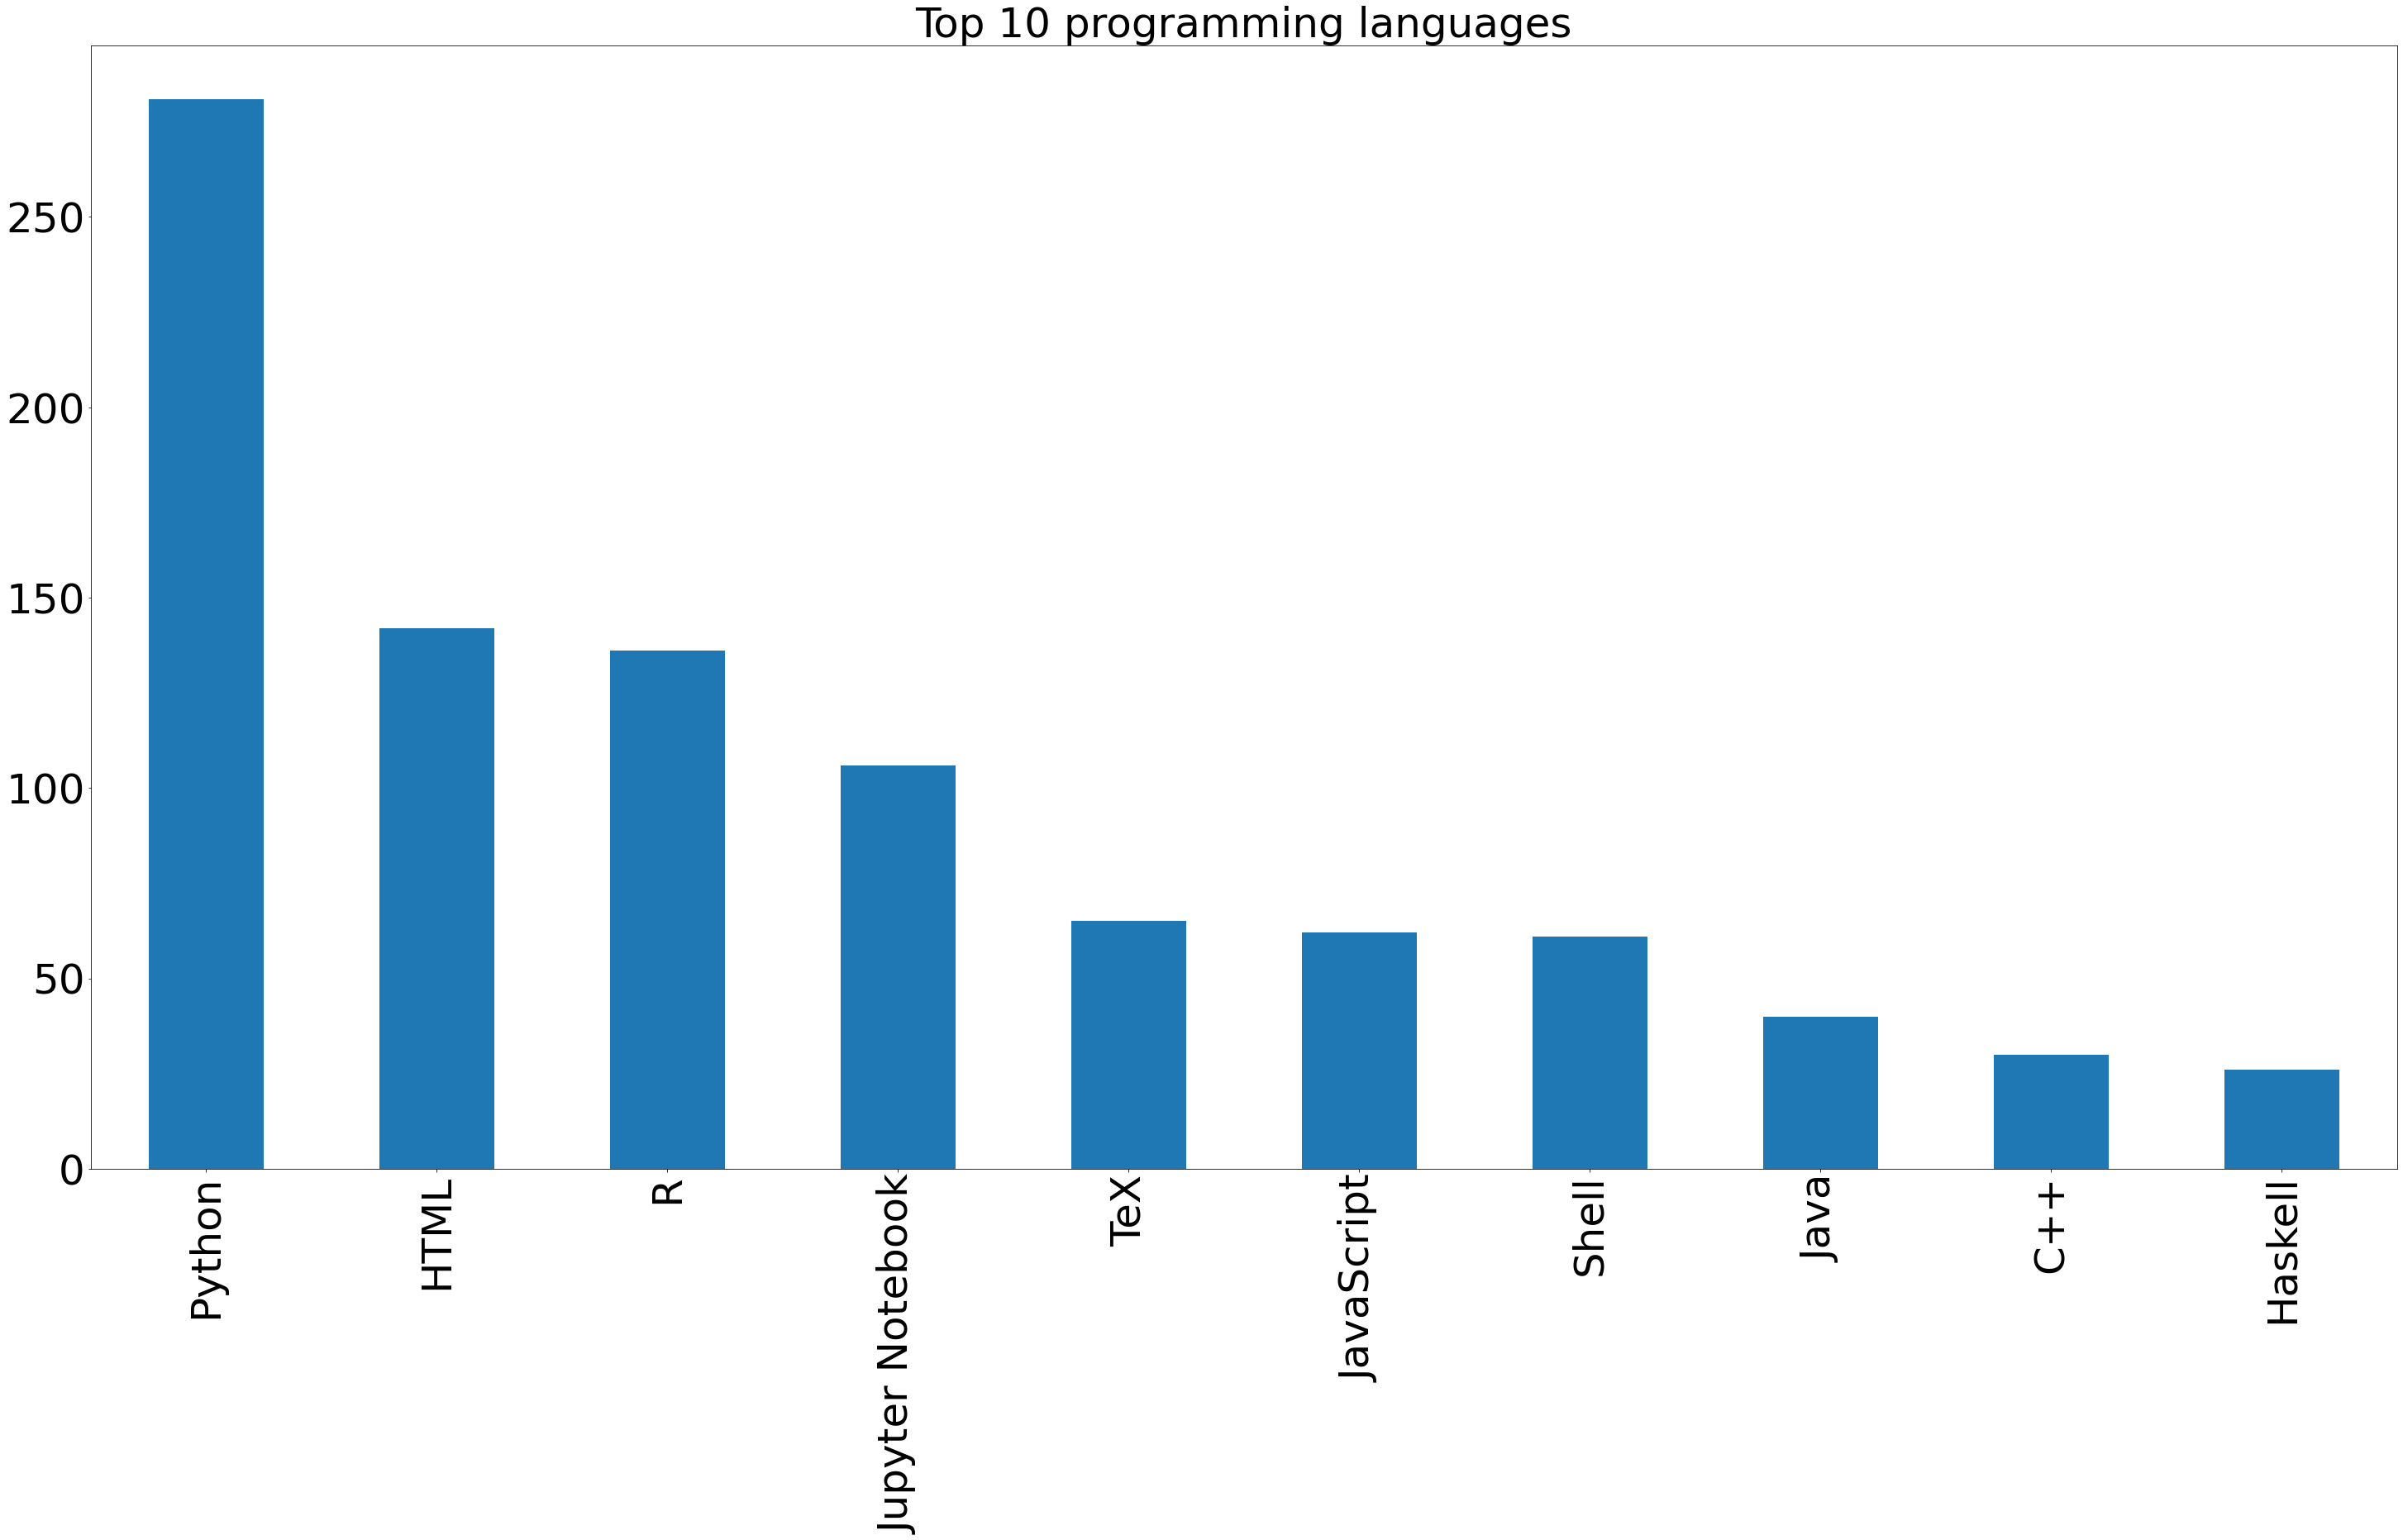 Top 10 programming languages
250
200
150
100
50
0
Python
HTML
R
Jupyter Notebook
TeX
JavaScript
Shell
Java
C++
Haskell